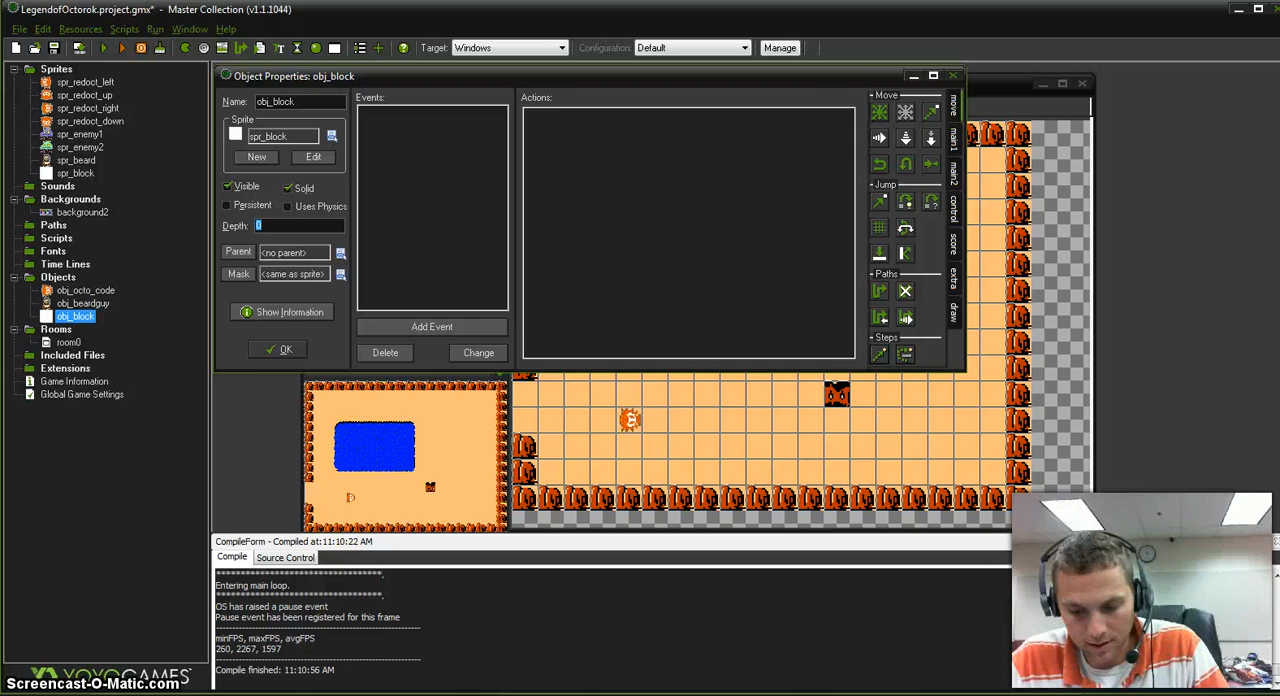 LegendofOctorok.project.gmx* - Master Collection (v1.1.1044)
File Edit Resources Scripts Run Window Help
Target: Windows Configuration: Default Manage
Sprites
spr_redoct_left
spr_redoct_up
spr_redoct_right
spr_redoct_down
spr_enemy1
spr_enemy2
spr_beard
spr_block
Sounds
Backgrounds
background2
Paths
Scripts
Fonts
Time Lines
Objects
obj_octo_code
obj_beardguy
obj_block
Rooms
room0
Included Files
Extensions
Game Information
Global Game Settings
Object Properties: obj_block
Name: obj_block
Sprite
spr_block
New Edit
Visible Solid
Persistent Uses Physics
Depth: 0
Parent <no parent>
Mask <same as sprite>
Show Information
OK
Events:
Add Event
Delete Change
Actions:
Move
Jump
Paths
Steps
move
main1
main2
control
score
extra
draw
CompileForm - Compiled at:11:10:22 AM
Compile Source Control
***********************************.
Entering main loop.
***********************************.
OS has raised a pause event
Pause event has been registered for this frame
minFPS, maxFPS, avgFPS
260, 2267, 1597
Compile finished: 11:10:56 AM
YOYOGAMES
Screencast-O-Matic.com